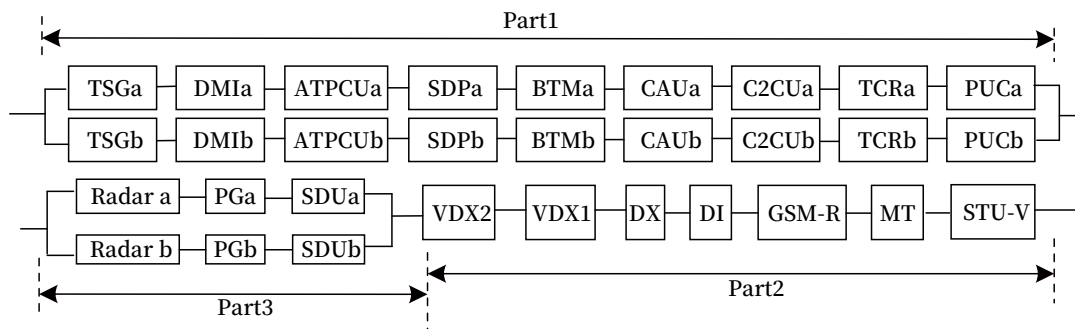 Part1
TSGa DMIa ATPCUa SDPa BTMa CAUa C2CUa TCRa PUCa
TSGb DMIb ATPCUb SDPb BTMb CAUb C2CUb TCRb PUCb
Radar a PGa SDUa
VDX2 VDX1 DX DI GSM-R MT STU-V
Radar b PGb SDUb
Part3
Part2